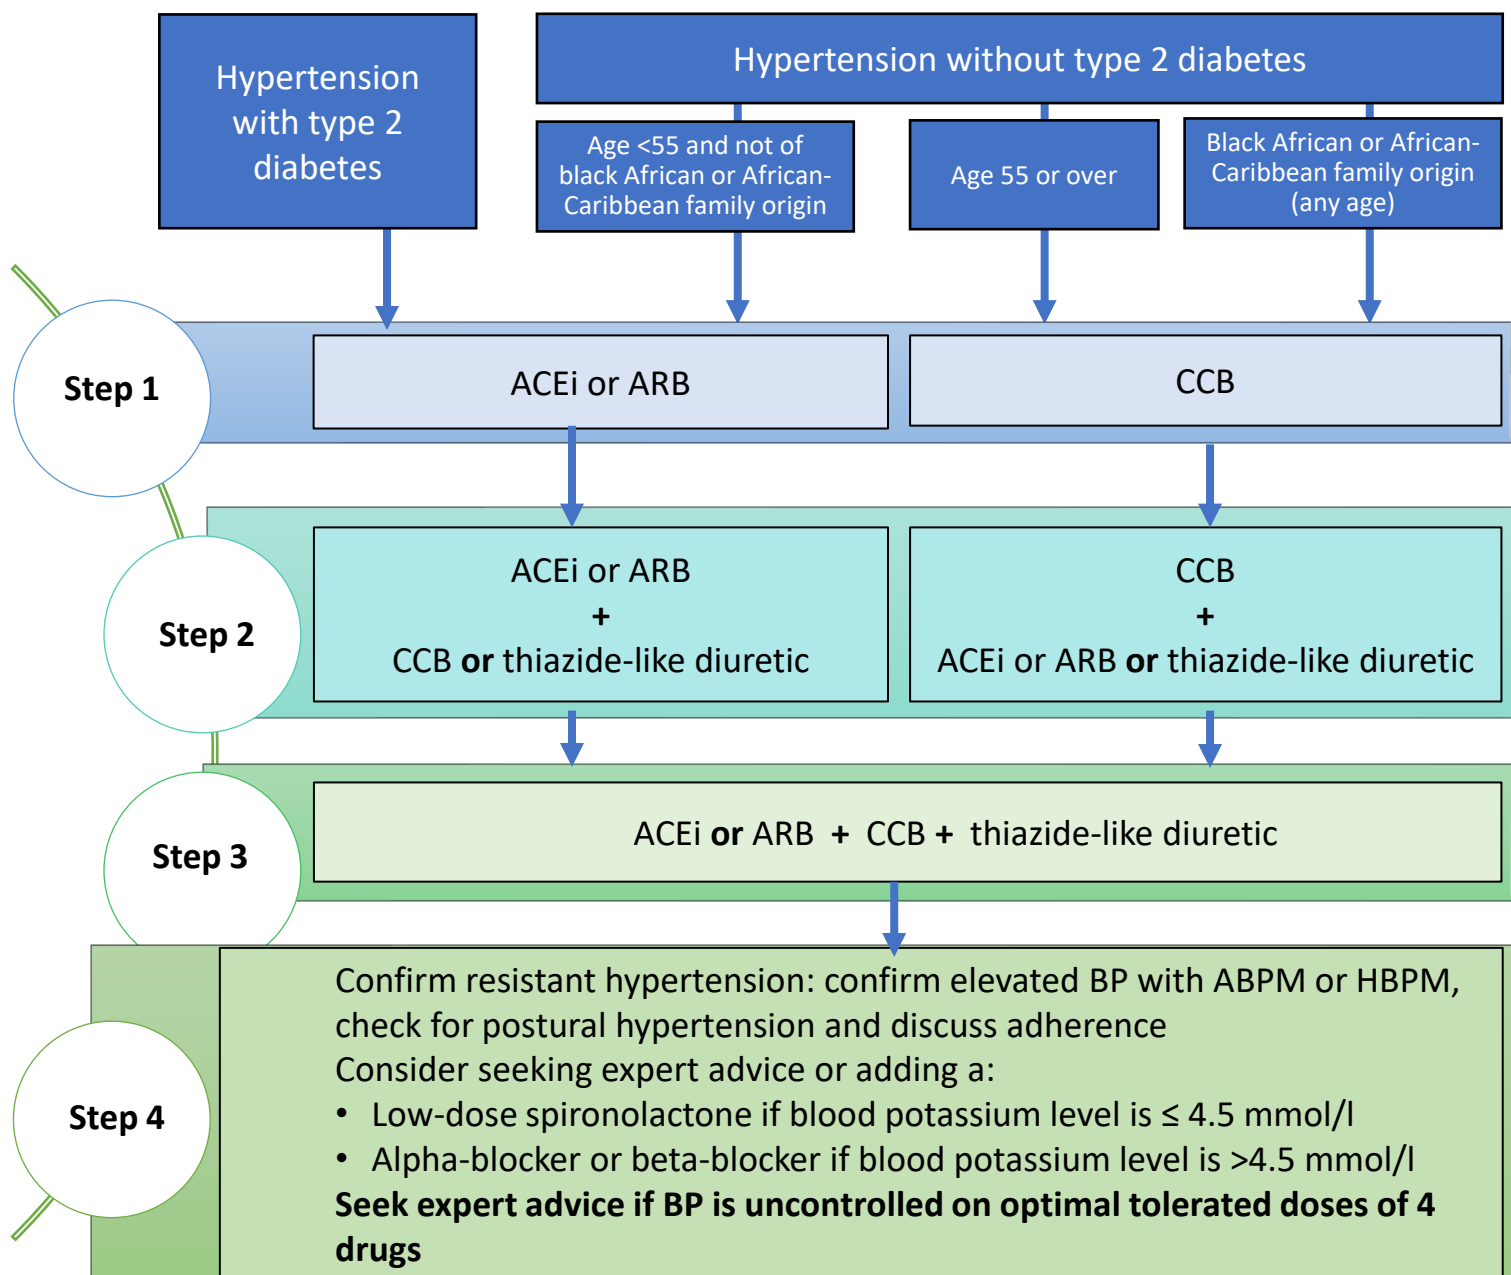 Hypertension
with type 2
diabetes
Hypertension without type 2 diabetes
Age <55 and not of
black African or African-
Caribbean family origin
Age 55 or over
Black African or African-
Caribbean family origin
(any age)
Step 1
ACEi or ARB
CCB
Step 2
ACEi or ARB
+
CCB or thiazide-like diuretic
CCB
+
ACEi or ARB or thiazide-like diuretic
Step 3
ACEi or ARB + CCB + thiazide-like diuretic
Step 4
Confirm resistant hypertension: confirm elevated BP with ABPM or HBPM,
check for postural hypertension and discuss adherence
Consider seeking expert advice or adding a:
• Low-dose spironolactone if blood potassium level is ≤ 4.5 mmol/l
• Alpha-blocker or beta-blocker if blood potassium level is >4.5 mmol/l
Seek expert advice if BP is uncontrolled on optimal tolerated doses of 4
drugs